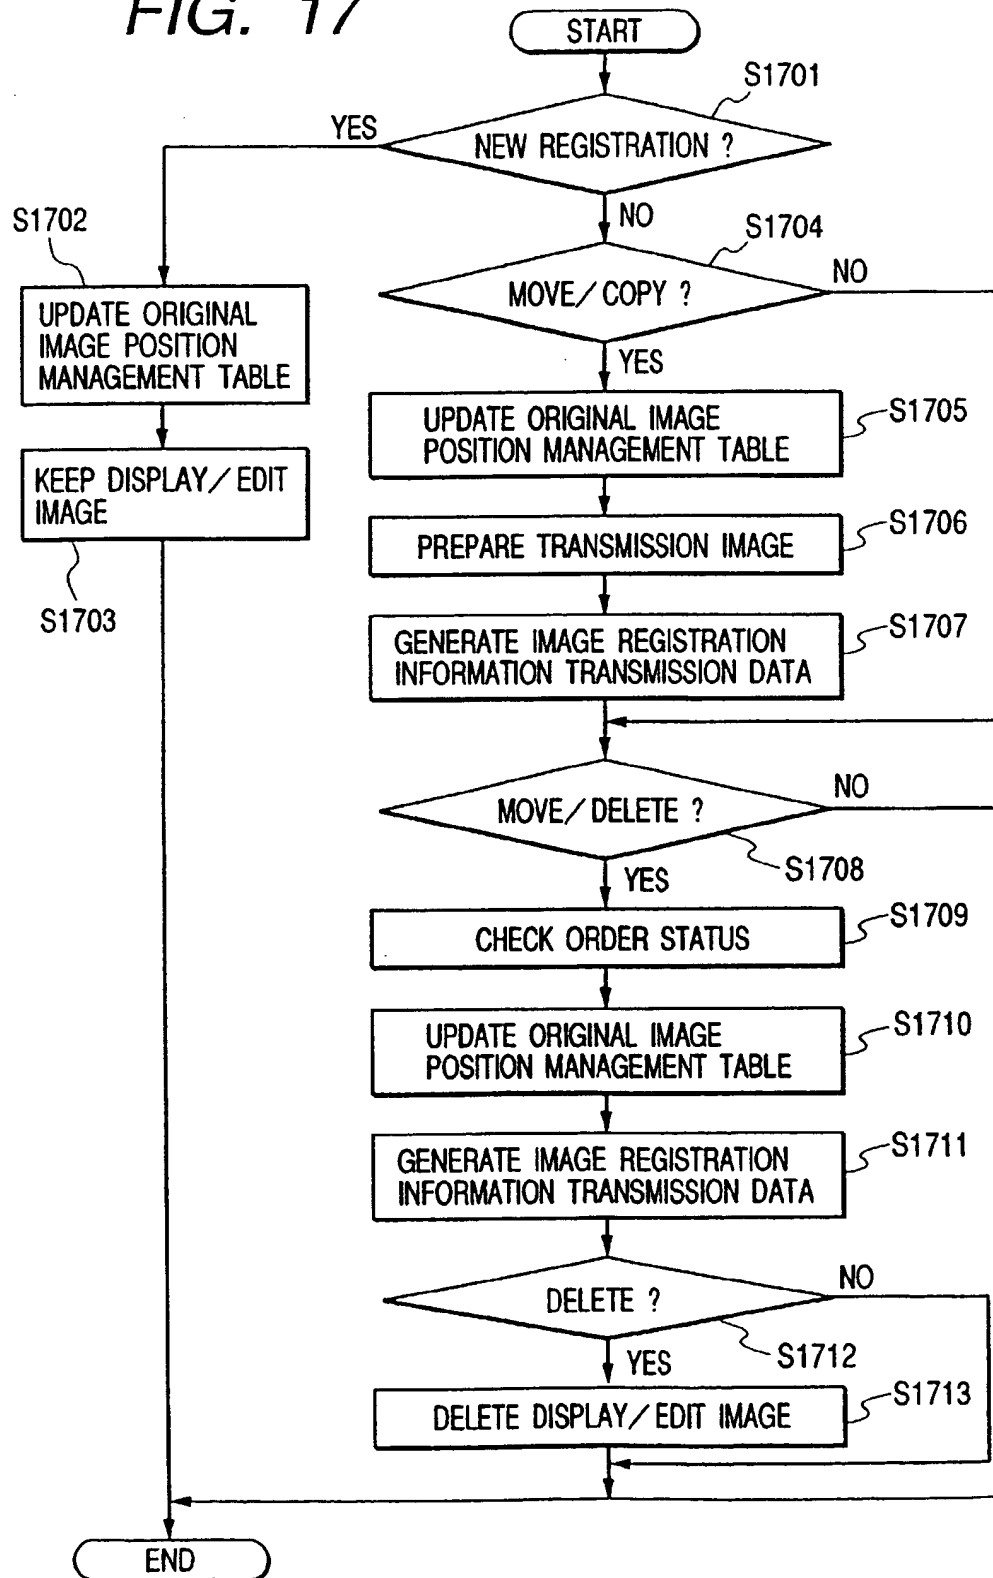 FIG. 17
START
S1701
YES
NEW REGISTRATION ?
NO
S1702
S1704
NO
MOVE/COPY ?
UPDATE ORIGINAL
IMAGE POSITION
MANAGEMENT TABLE
YES
UPDATE ORIGINAL IMAGE
POSITION MANAGEMENT TABLE
S1705
KEEP DISPLAY/EDIT
IMAGE
S1703
PREPARE TRANSMISSION IMAGE
S1706
GENERATE IMAGE REGISTRATION
INFORMATION TRANSMISSION DATA
S1707
MOVE/DELETE ?
NO
S1708
YES
CHECK ORDER STATUS
S1709
UPDATE ORIGINAL IMAGE
POSITION MANAGEMENT TABLE
S1710
GENERATE IMAGE REGISTRATION
INFORMATION TRANSMISSION DATA
S1711
DELETE ?
NO
S1712
YES
DELETE DISPLAY/EDIT IMAGE
S1713
END